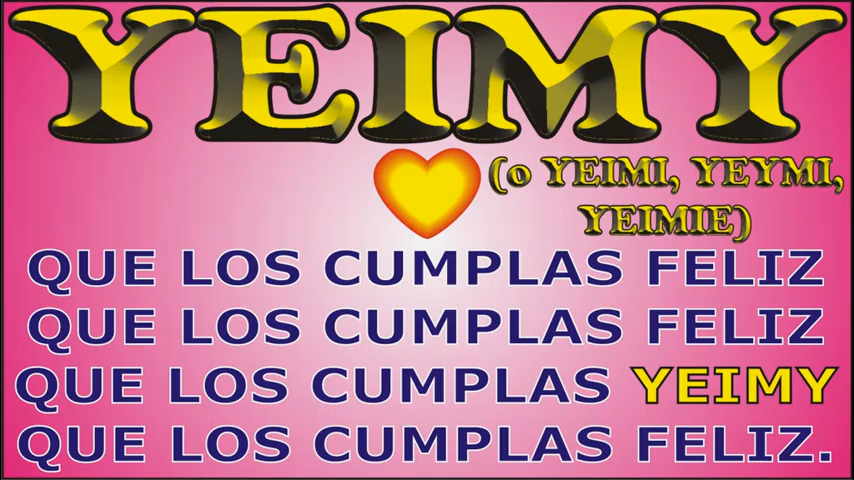 YEIMY
(o YEIMI, YEYMI,
YEIMIE)
QUE LOS CUMPLAS FELIZ
QUE LOS CUMPLAS FELIZ
QUE LOS CUMPLAS YEIMY
QUE LOS CUMPLAS FELIZ.